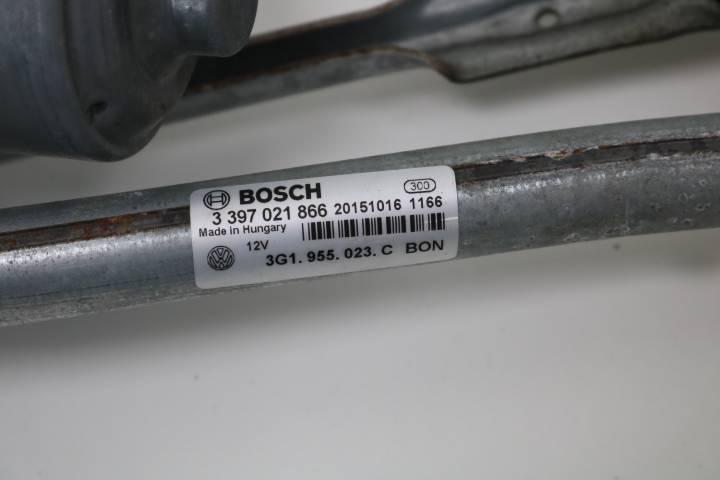 BOSCH 300
3 397 021 866 20151016 1166
Made in Hungary
12V
3G1. 955. 023. C BON